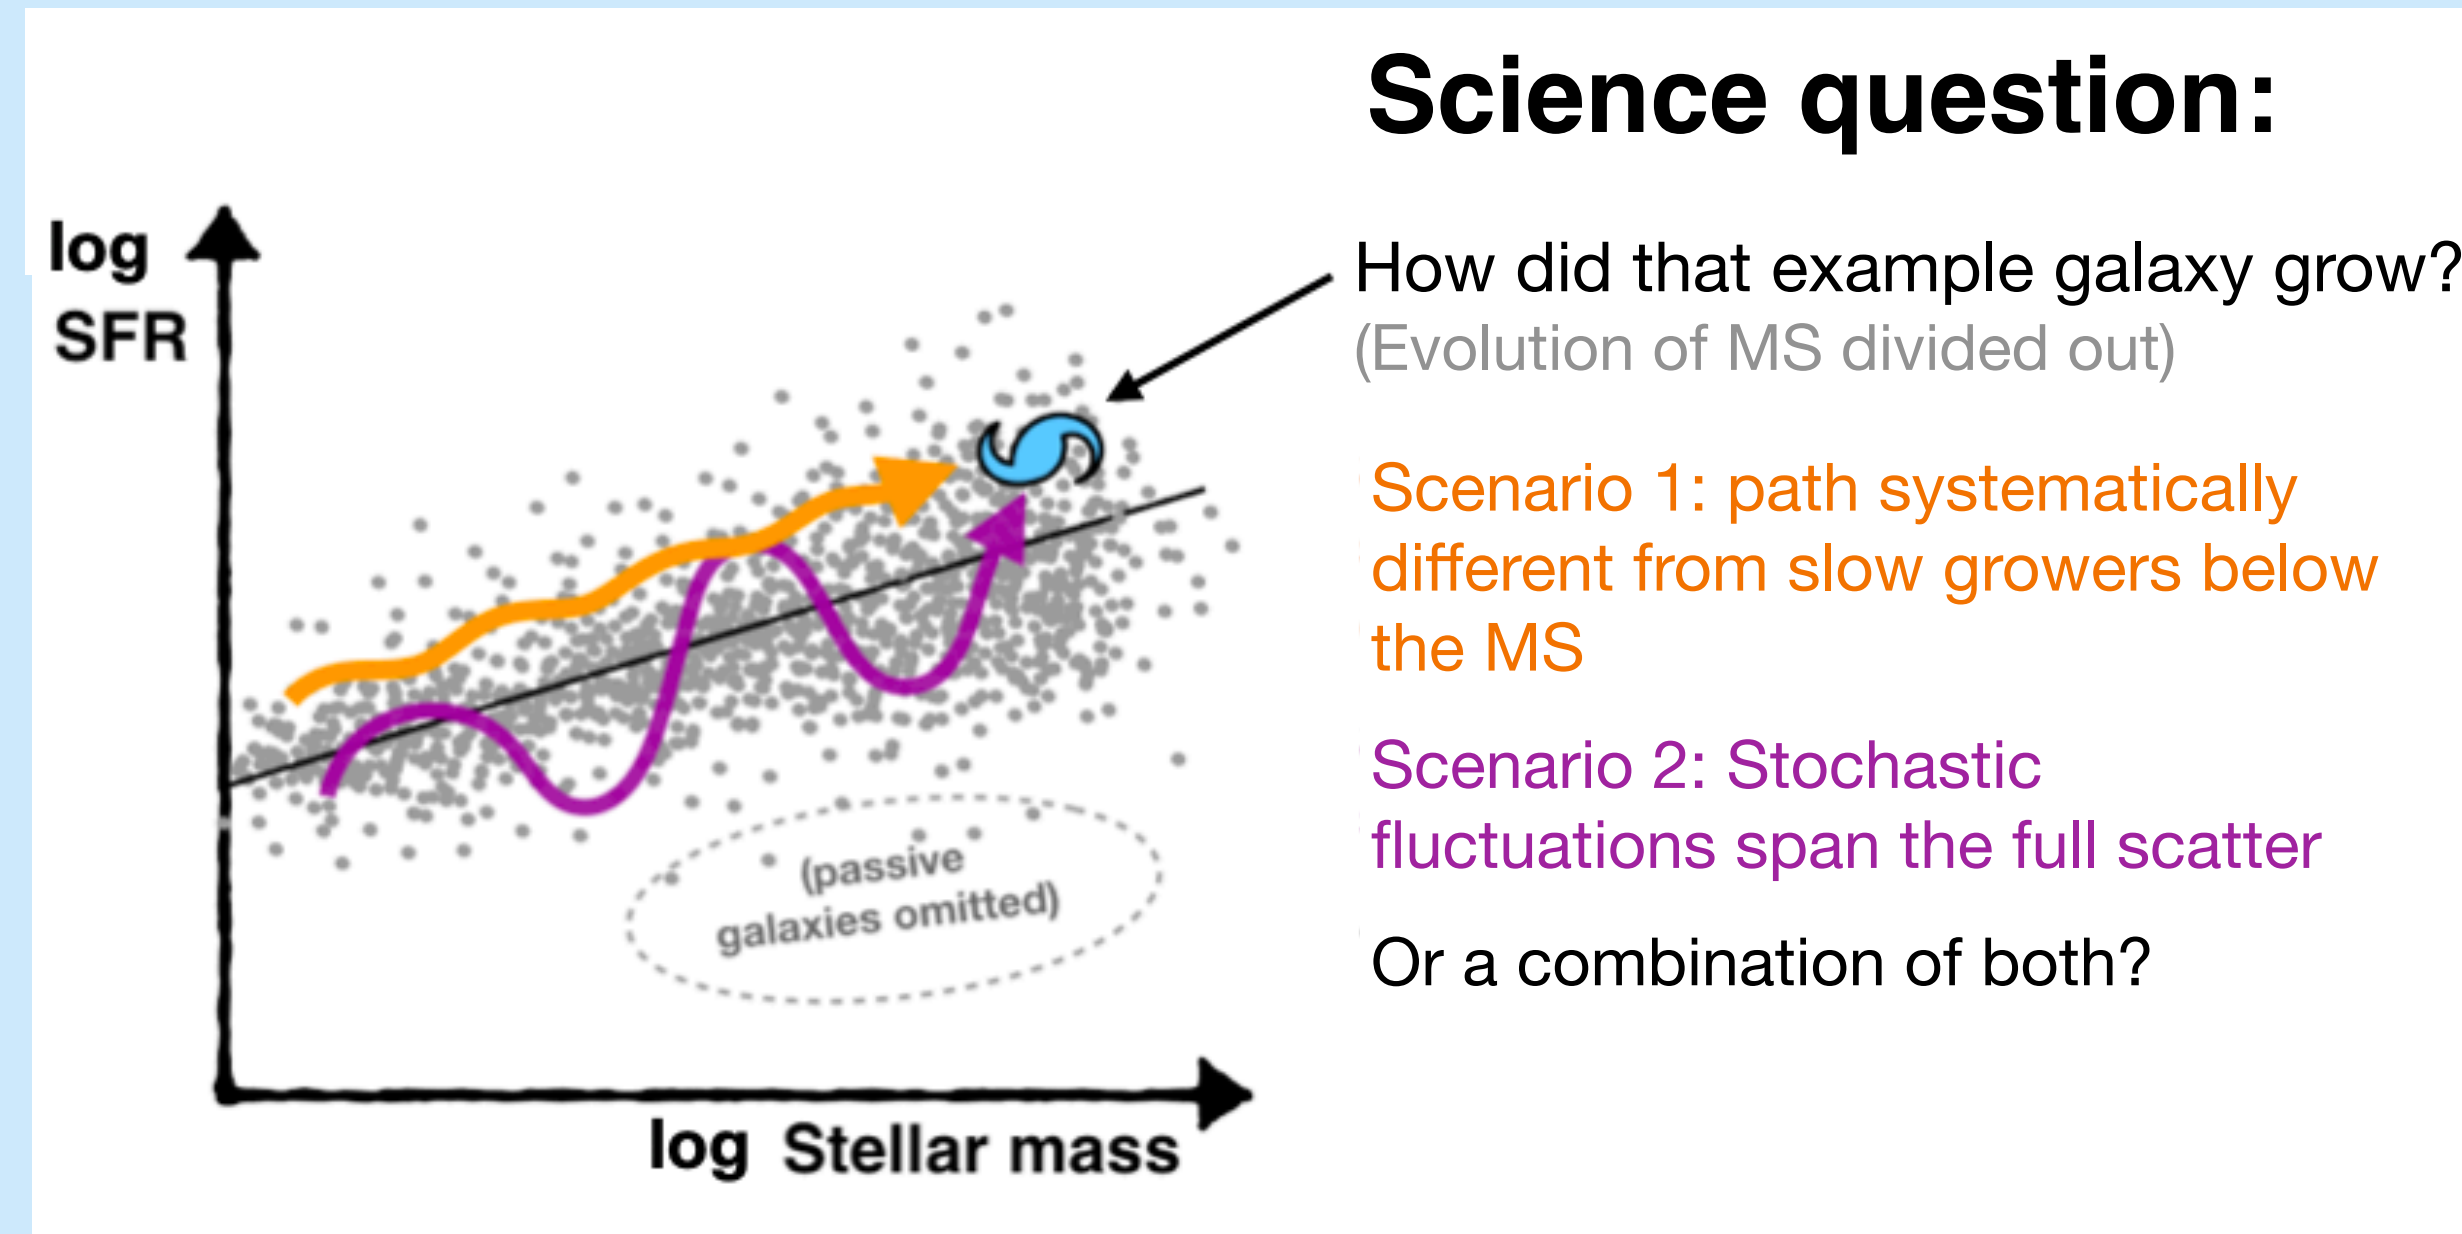 Science question:
log
SFR
How did that example galaxy grow?
(Evolution of MS divided out)
Scenario 1: path systematically
different from slow growers below
the MS
Scenario 2: Stochastic
fluctuations span the full scatter
Or a combination of both?
(passive
galaxies omitted)
log Stellar mass